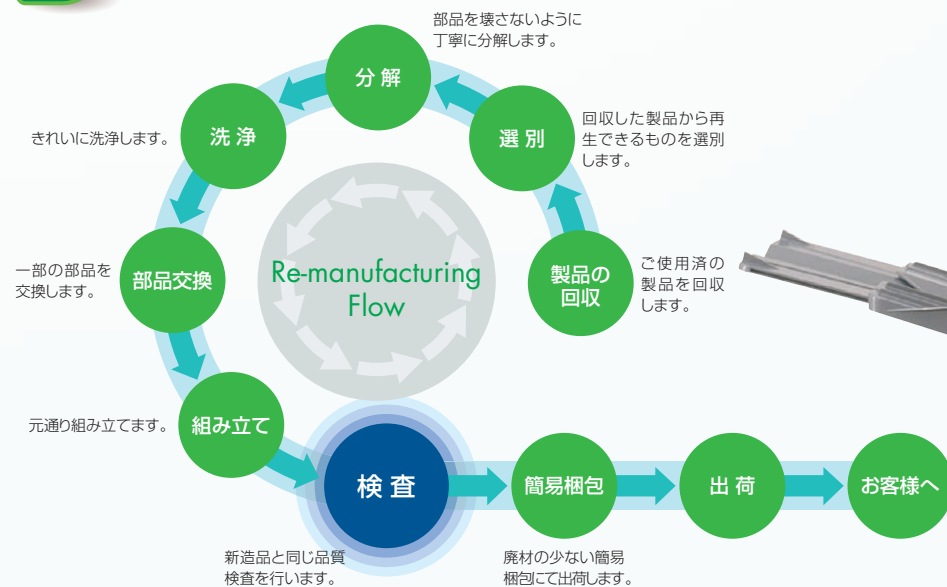 部品を壊さないように
丁寧に分解します。
分解
選別
回収した製品から再
生できるものを選別
します。
洗浄
きれいに洗浄します。
製品の
回収
ご使用済の
製品を回収
します。
Re-manufacturing
Flow
部品交換
一部の部品を
交換します。
組み立て
元通り組み立てます。
検査
新造品と同じ品質
検査を行います。
簡易梱包
廃材の少ない簡易
梱包にて出荷します。
出荷
お客様へ